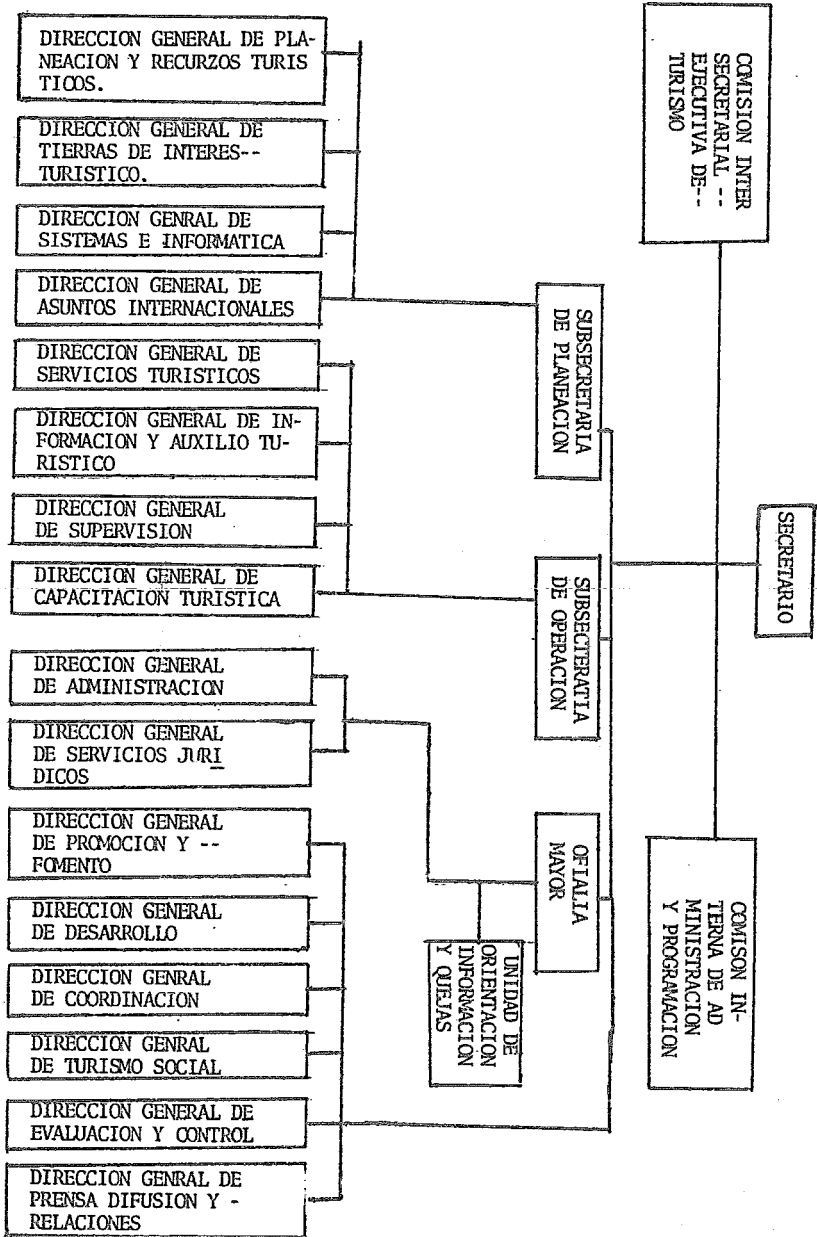 COMISION INTER
SECRETARIAL --
EJECUTIVA DE--
TURISMO
SECRETARIO
COMISON IN-
TERNA DE AD
MINISTRACION
Y PROGRAMACION
SUBSECRETARIA
DE PLANEACION
SUBSECTERATIA
DE OPERACION
OFIALIA
MAYOR
UNIDAD DE
ORIENTACION
INFORMACION
Y QUEJAS
DIRECCION GENERAL DE PLA-
NEACION Y RECURZOS TURIS
TICOS.
DIRECCION GENERAL DE
TIERRAS DE INTERES--
TURISTICO.
DIRECCION GENRAL DE
SISTEMAS E INFORMATICA
DIRECCION GENERAL DE
ASUNTOS INTERNACIONALES
DIRECCION GENERAL DE
SERVICIOS TURISTICOS
DIRECCION GENERAL DE IN-
FORMACION Y AUXILIO TU-
RISTICO
DIRECCION GENERAL
DE SUPERVISION
DIRECCION GENERAL DE
CAPACITACION TURISTICA
DIRECCION GENERAL
DE ADMINISTRACION
DIRECCION GENERAL
DE SERVICIOS JURI
DICOS
DIRECCION GENERAL
DE PROMOCION Y --
FOMENTO
DIRECCION GENERAL
DE DESARROLLO
DIRECCION GENRAL
DE COORDINACION
DIRECCION GENRAL
DE TURISMO SOCIAL
DIRECCION GENERAL DE
EVALUACION Y CONTROL
DIRECCION GENRAL DE
PRENSA DIFUSION Y -
RELACIONES